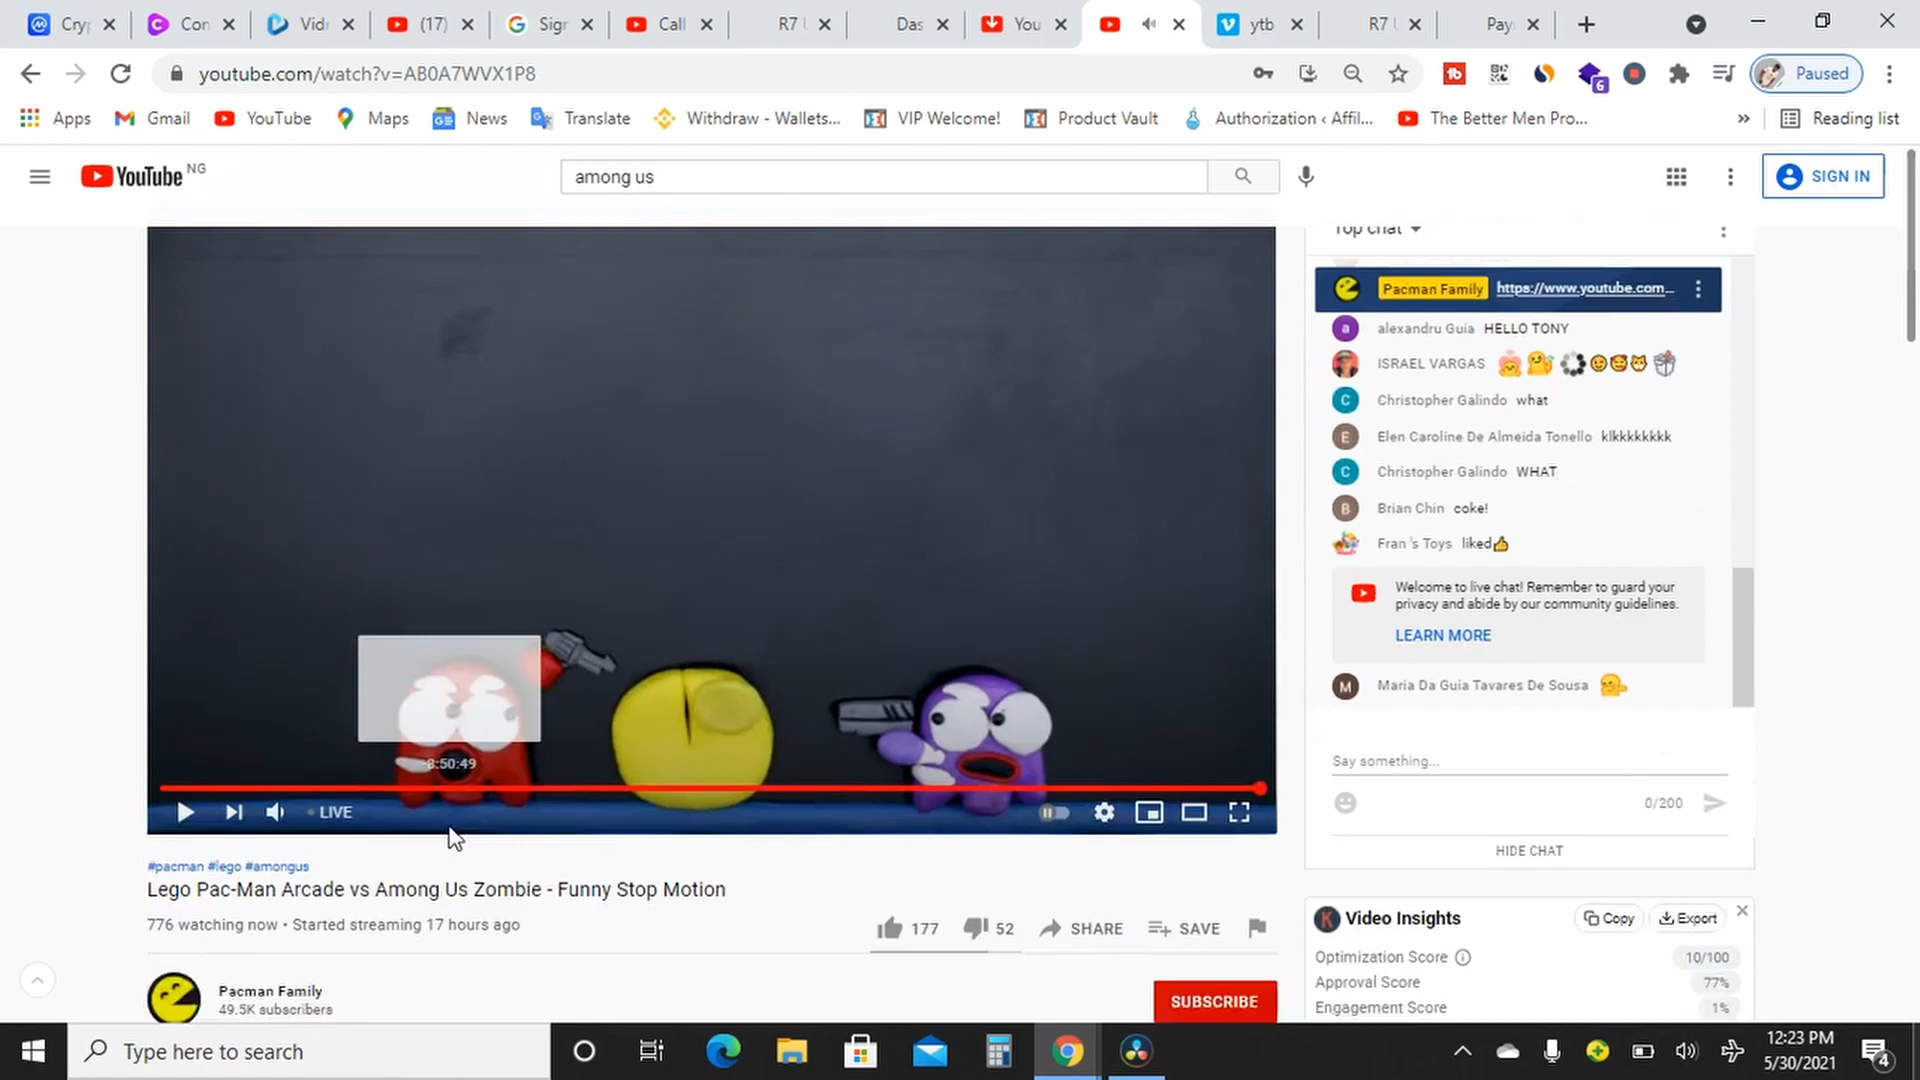 Cry
Con
Vidr
(17)
Sigr
Call
R7 U
Das
You
ytb
R7 U
Pay
youtube.com/watch?v=AB0A7WVX1P8
6
Paused
Apps
Gmail
YouTube
Maps
News
Translate
Withdraw - Wallets...
VIP Welcome!
Product Vault
Authorization ‹ Affil...
The Better Men Pro...
»
Reading list
YouTube NG
among us
SIGN IN
Top chat
Pacman Family https://www.youtube.com...
alexandru Guia HELLO TONY
ISRAEL VARGAS
Christopher Galindo what
Elen Caroline De Almeida Tonello klkkkkkkkk
Christopher Galindo WHAT
Brian Chin coke!
Fran 's Toys liked
Welcome to live chat! Remember to guard your
privacy and abide by our community guidelines.
LEARN MORE
Maria Da Guia Tavares De Sousa
Say something...
0/200
HIDE CHAT
-8:50:49
LIVE
#pacman #lego #amongus
Lego Pac-Man Arcade vs Among Us Zombie - Funny Stop Motion
776 watching now • Started streaming 17 hours ago
177
52
SHARE
SAVE
Pacman Family
49.5K subscribers
SUBSCRIBE
Video Insights
Copy
Export
Optimization Score
10/100
Approval Score
77%
Engagement Score
1%
Type here to search
12:23 PM
5/30/2021
4